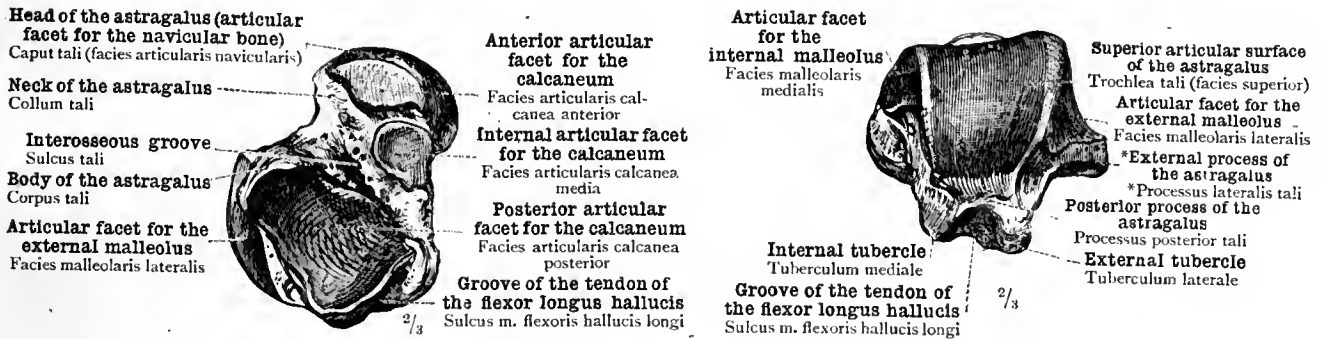 Head of the astragalus (articular
facet for the navicular bone)
Caput tali (facies articularis navicularis)
Neck of the astragalus
Collum tali
Interosseous groove
Sulcus tali
Body of the astragalus
Corpus tali
Articular facet for the
external malleolus
Facies malleolaris lateralis
Anterior articular
facet for the
calcaneum
Facies articularis cal-
canea anterior
Internal articular facet
for the calcaneum
Facies articularis calcanea
media
Posterior articular
facet for the calcaneum
Facies articularis calcanea
posterior
Groove of the tendon of
the flexor longus hallucis
Sulcus m. flexoris hallucis longi
2/3
Articular facet
for the
internal malleolus
Facies malleolaris
medialis
Internal tubercle
Tuberculum mediale
Groove of the tendon of
the flexor longus hallucis
Sulcus m. flexoris hallucis longi
2/3
Superior articular surface
of the astragalus
Trochlea tali (facies superior)
Articular facet for the
external malleolus
Facies malleolaris lateralis
*External process of
the astragalus
*Processus lateralis tali
Posterior process of the
astragalus
Processus posterior tali
External tubercle
Tuberculum laterale